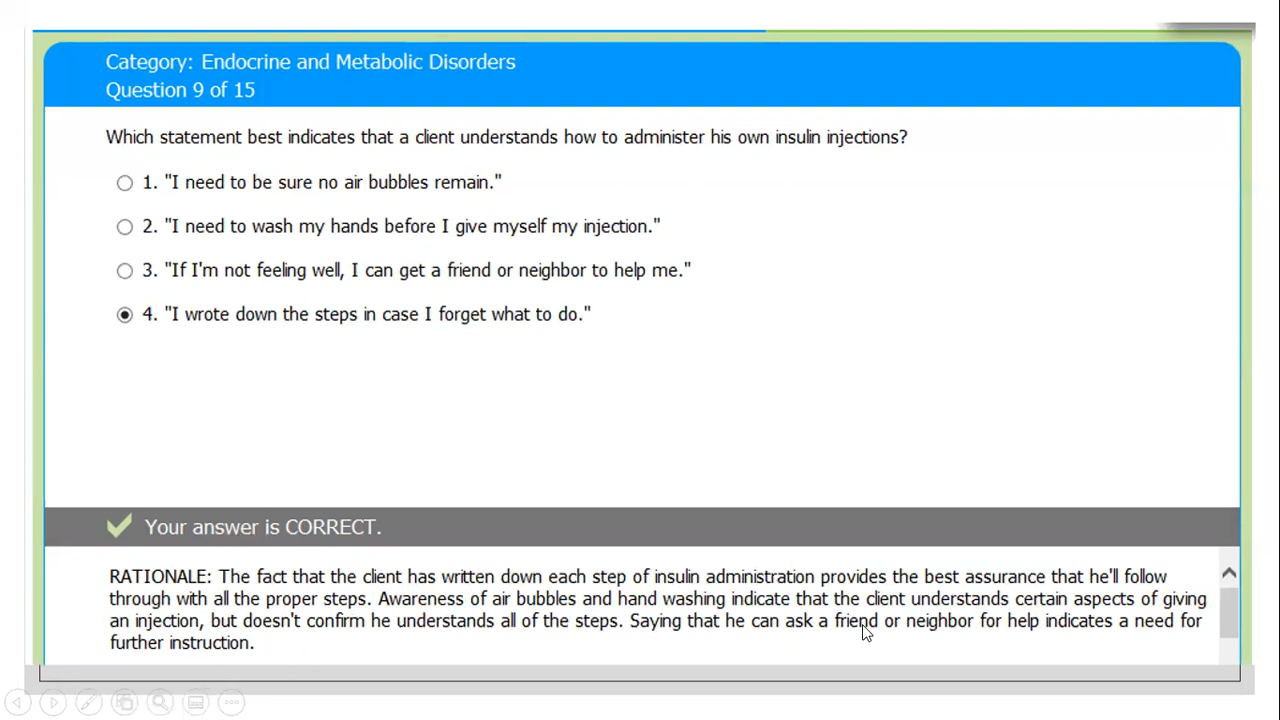 Category: Endocrine and Metabolic Disorders
Question 9 of 15
Which statement best indicates that a client understands how to administer his own insulin injections?
1. "I need to be sure no air bubbles remain."
2. "I need to wash my hands before I give myself my injection."
3. "If I'm not feeling well, I can get a friend or neighbor to help me."
4. "I wrote down the steps in case I forget what to do."
Your answer is CORRECT.
RATIONALE: The fact that the client has written down each step of insulin administration provides the best assurance that he'll follow
through with all the proper steps. Awareness of air bubbles and hand washing indicate that the client understands certain aspects of giving
an injection, but doesn't confirm he understands all of the steps. Saying that he can ask a friend or neighbor for help indicates a need for
further instruction.